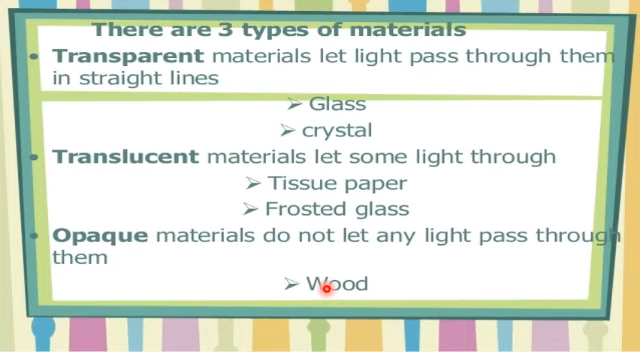 There are 3 types of materials
• Transparent materials let light pass through them
in straight lines
➢ Glass
➢ crystal
• Translucent materials let some light through
➢ Tissue paper
➢ Frosted glass
• Opaque materials do not let any light pass through
them
➢ Wood